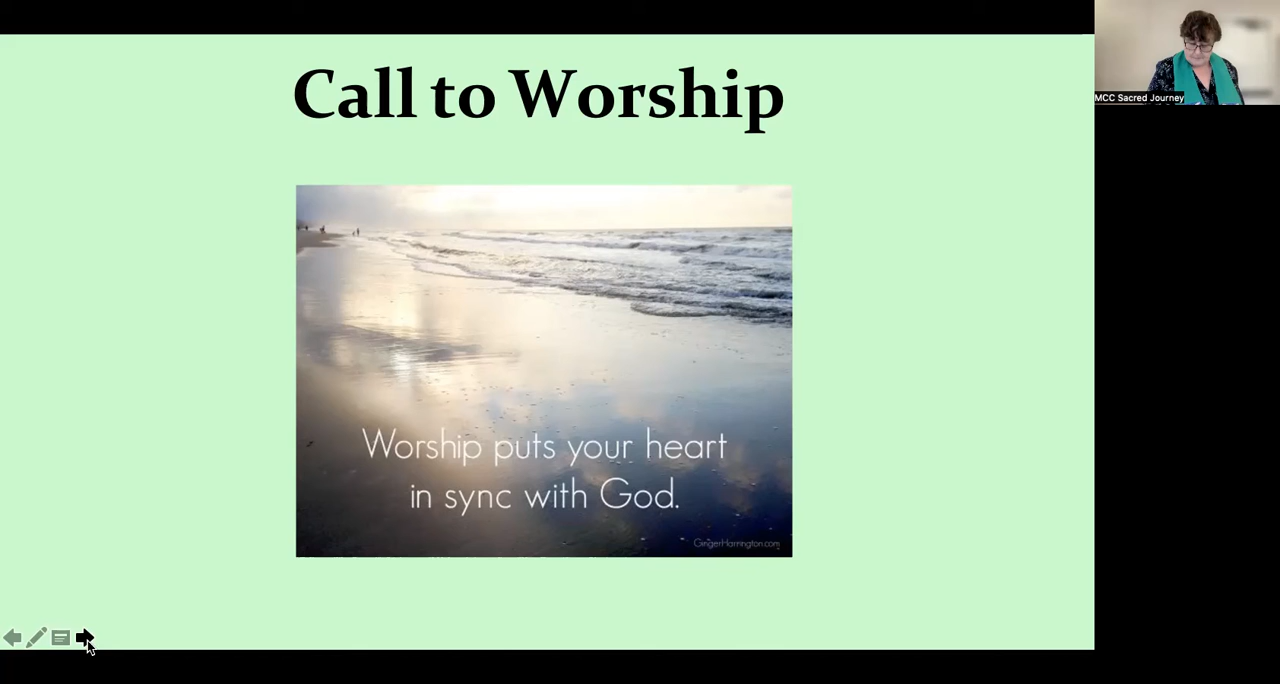 Call to Worship
MCC Sacred Journey
Worship puts your heart
in sync with God.
GingerHarrington.com